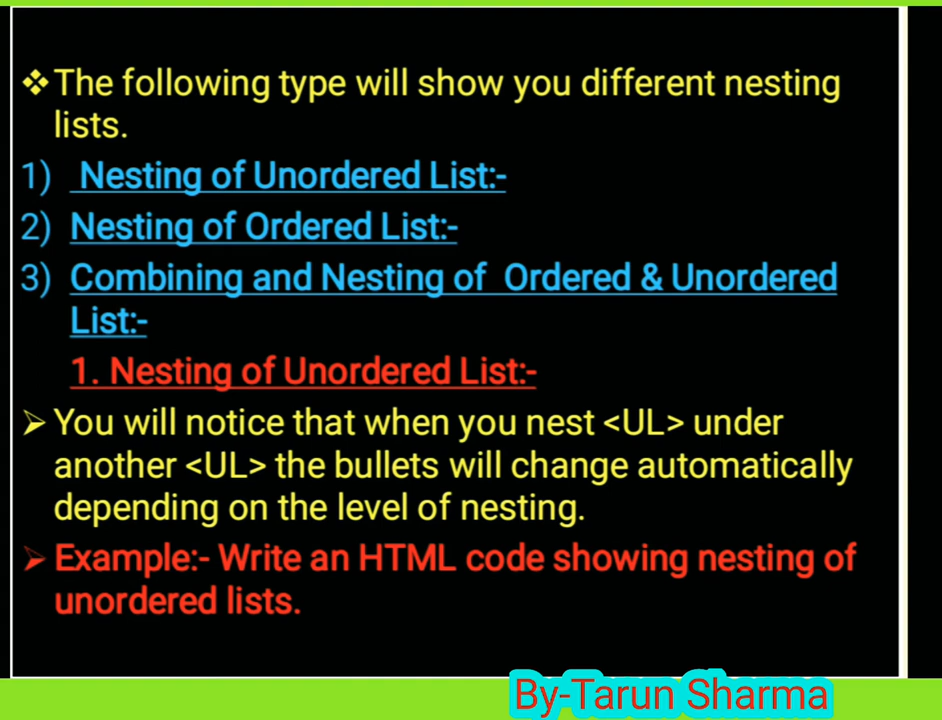 ❖ The following type will show you different nesting
lists.
1) Nesting of Unordered List:-
2) Nesting of Ordered List:-
3) Combining and Nesting of Ordered & Unordered
List:-
1. Nesting of Unordered List:-
➢ You will notice that when you nest <UL> under
another <UL> the bullets will change automatically
depending on the level of nesting.
➢ Example:- Write an HTML code showing nesting of
unordered lists.
By-Tarun Sharma